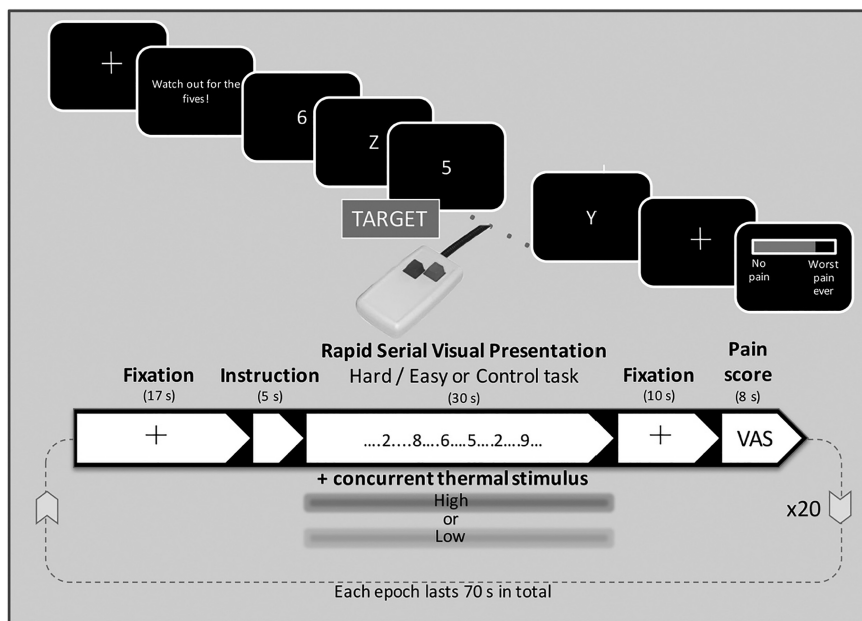 Watch out for the
fives!
6
Z
5
TARGET
Y
No
pain
Worst
pain
ever
Rapid Serial Visual Presentation
Hard / Easy or Control task
(30 s)
Fixation
(17 s)
Instruction
(5 s)
Fixation
(10 s)
Pain
score
(8 s)
....2....8....6....5...2...9...
VAS
+ concurrent thermal stimulus
High
or
Low
x20
Each epoch lasts 70 s in total